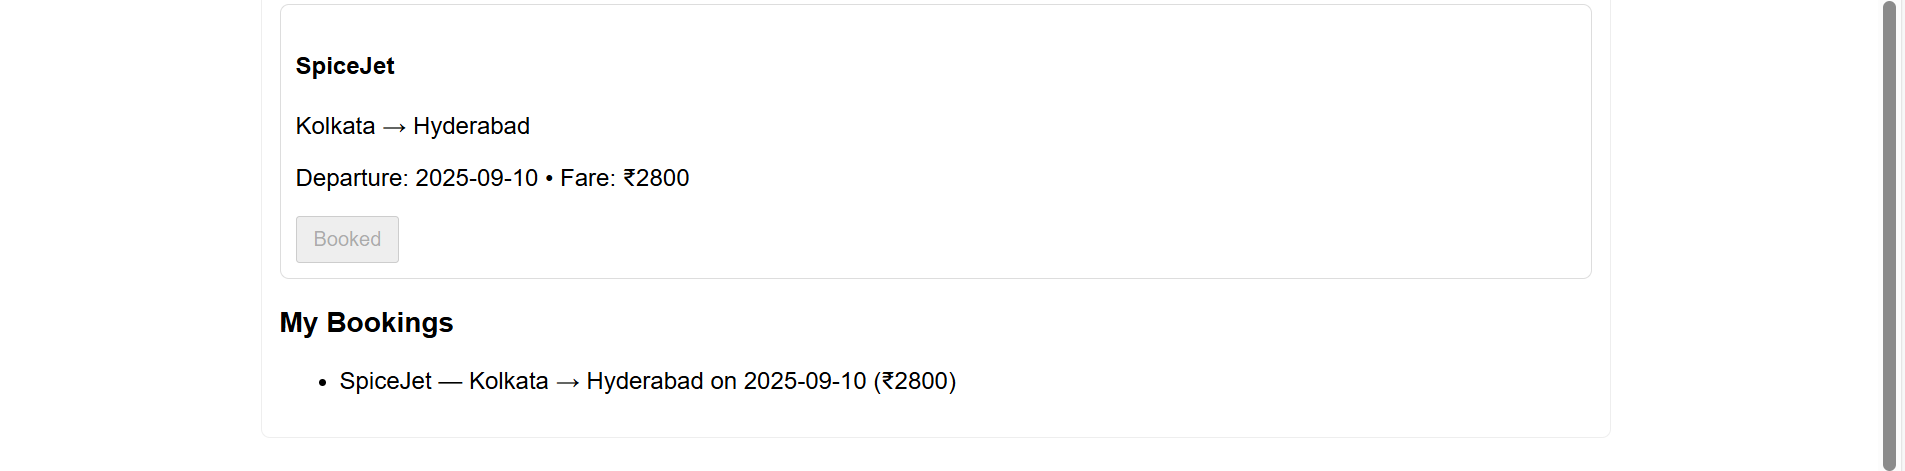 SpiceJet
Kolkata → Hyderabad
Departure: 2025-09-10 • Fare: ₹2800
Booked
My Bookings
• SpiceJet — Kolkata → Hyderabad on 2025-09-10 (₹2800)